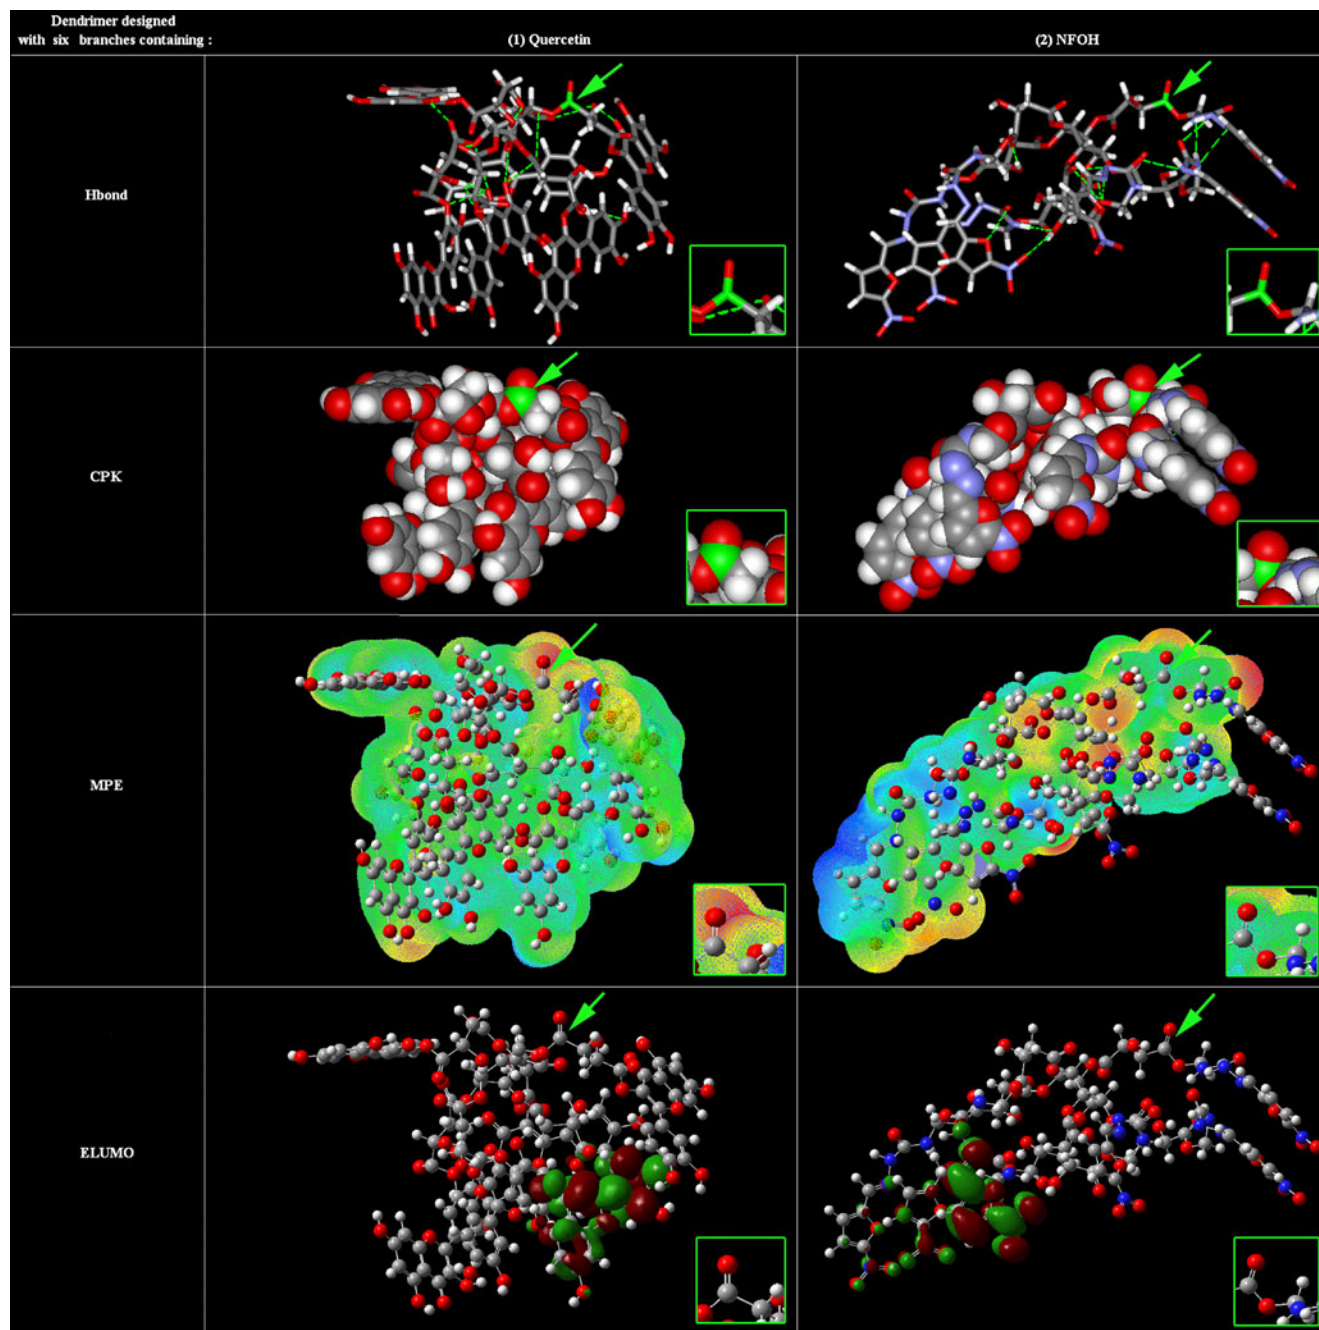 Dendrimer designed
with six branches containing :
(1) Quercetin
(2) NFOH
Hbond
CPK
MPE
ELUMO